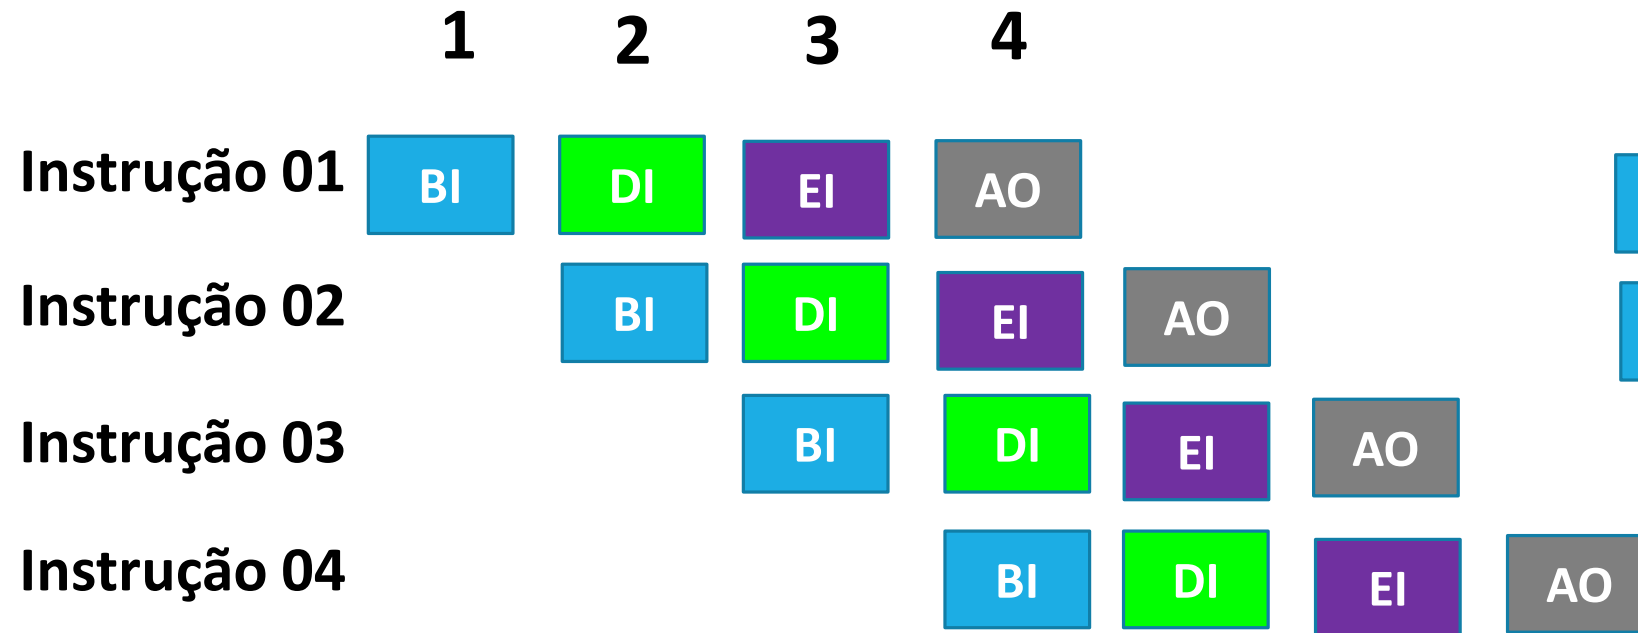 1 2 3 4
Instrução 01 BI DI EI AO
Instrução 02 BI DI EI AO
Instrução 03 BI DI EI AO
Instrução 04 BI DI EI AO